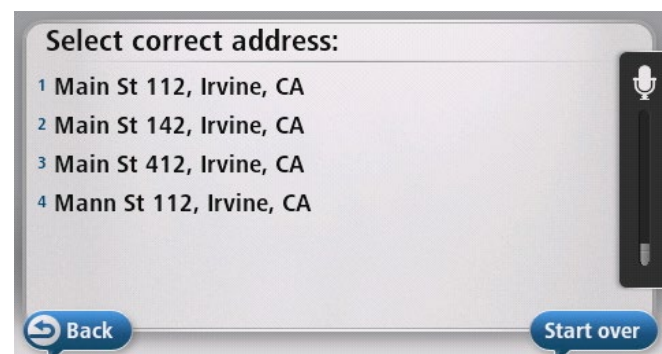 Select correct address:
1 Main St 112, Irvine, CA
2 Main St 142, Irvine, CA
3 Main St 412, Irvine, CA
4 Mann St 112, Irvine, CA
Back
Start over